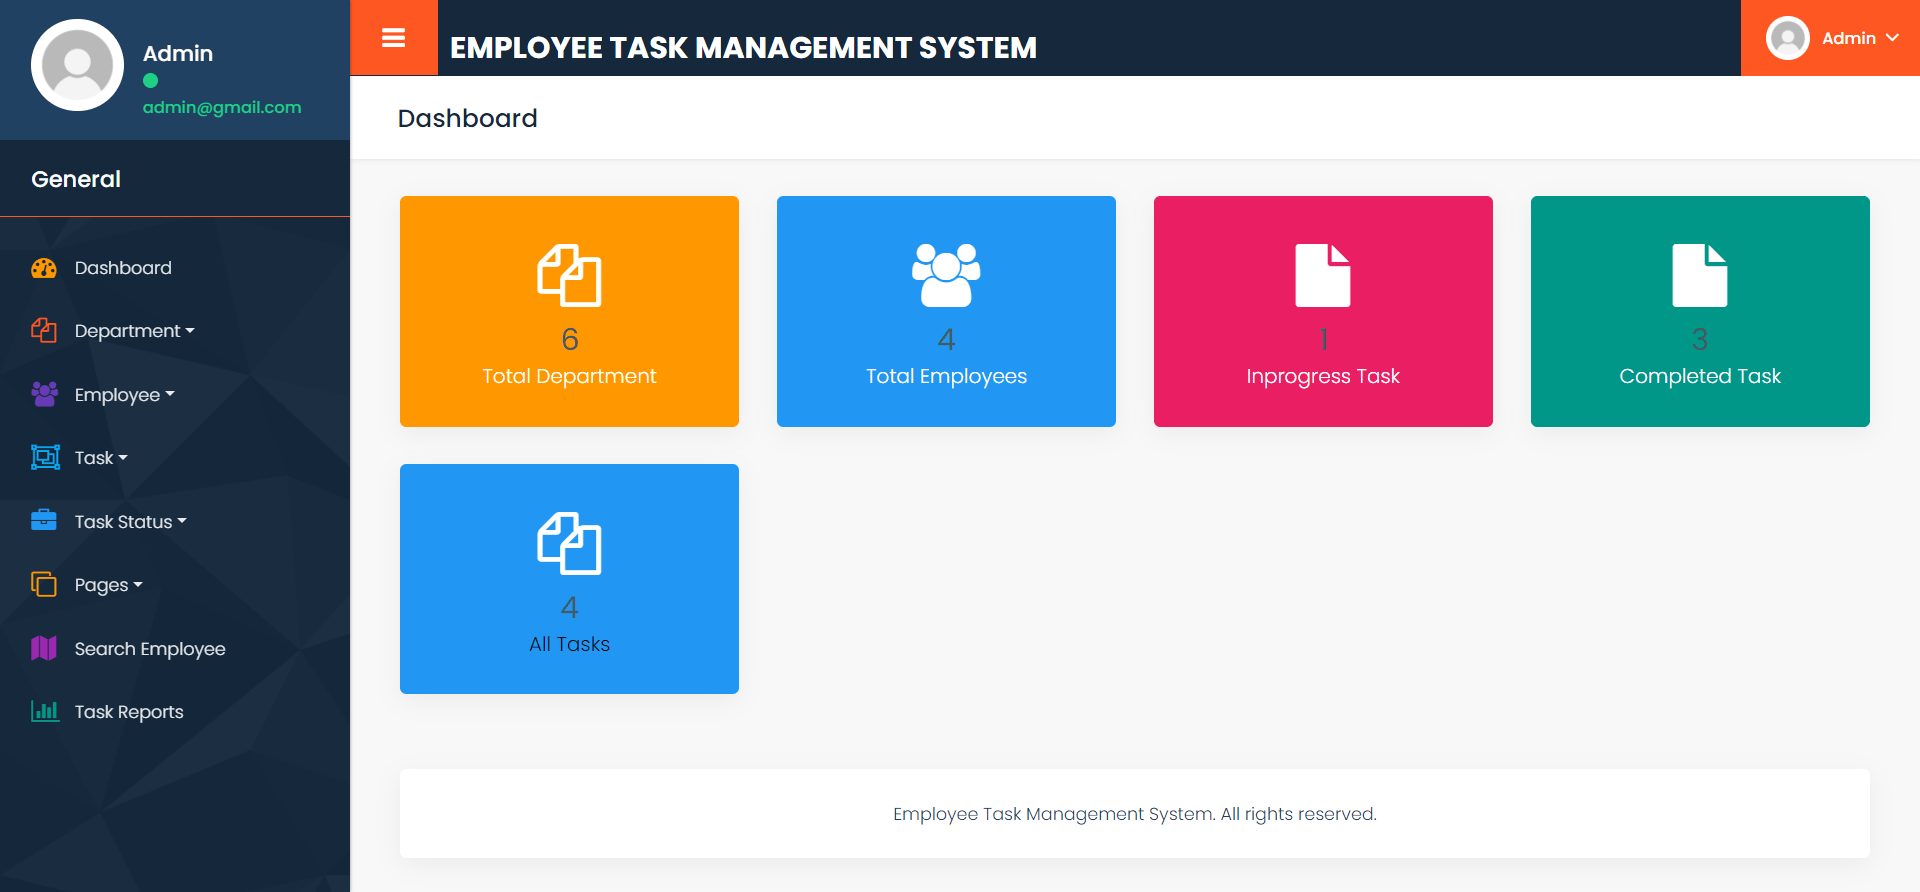 Admin
admin@gmail.com
General
Dashboard
Department
Employee
Task
Task Status
Pages
Search Employee
Task Reports
EMPLOYEE TASK MANAGEMENT SYSTEM
Admin
Dashboard
6
Total Department
4
Total Employees
1
Inprogress Task
3
Completed Task
4
All Tasks
Employee Task Management System. All rights reserved.